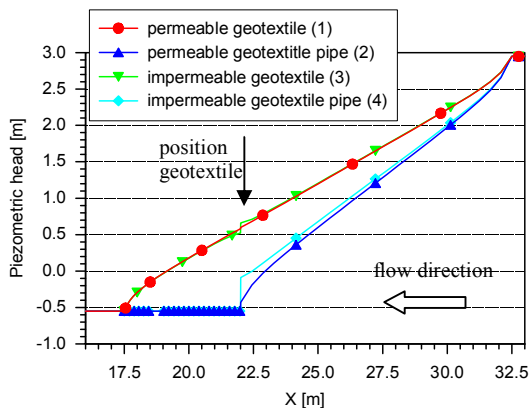 permeable geotextile (1)
permeable geotextitle pipe (2)
impermeable geotextile (3)
impermeable geotextile pipe (4)
3.0
2.5
2.0
1.5
1.0
0.5
0.0
-0.5
-1.0
Piezometric head [m]
position
geotextile
flow direction
17.5 20.0 22.5 25.0 27.5 30.0 32.5
X [m]